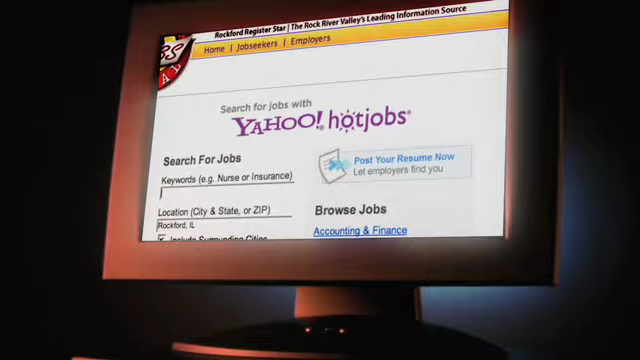 Rockford Register Star | The Rock River Valley's Leading Information Source
Home | Jobseekers | Employers
BS
AL
Search for jobs with
YAHOO! hotjobs®
Search For Jobs
Keywords (e.g. Nurse or Insurance)
Post Your Resume Now
Let employers find you
Location (City & State, or ZIP)
Rockford, IL
Include Surrounding Cities
Browse Jobs
Accounting & Finance